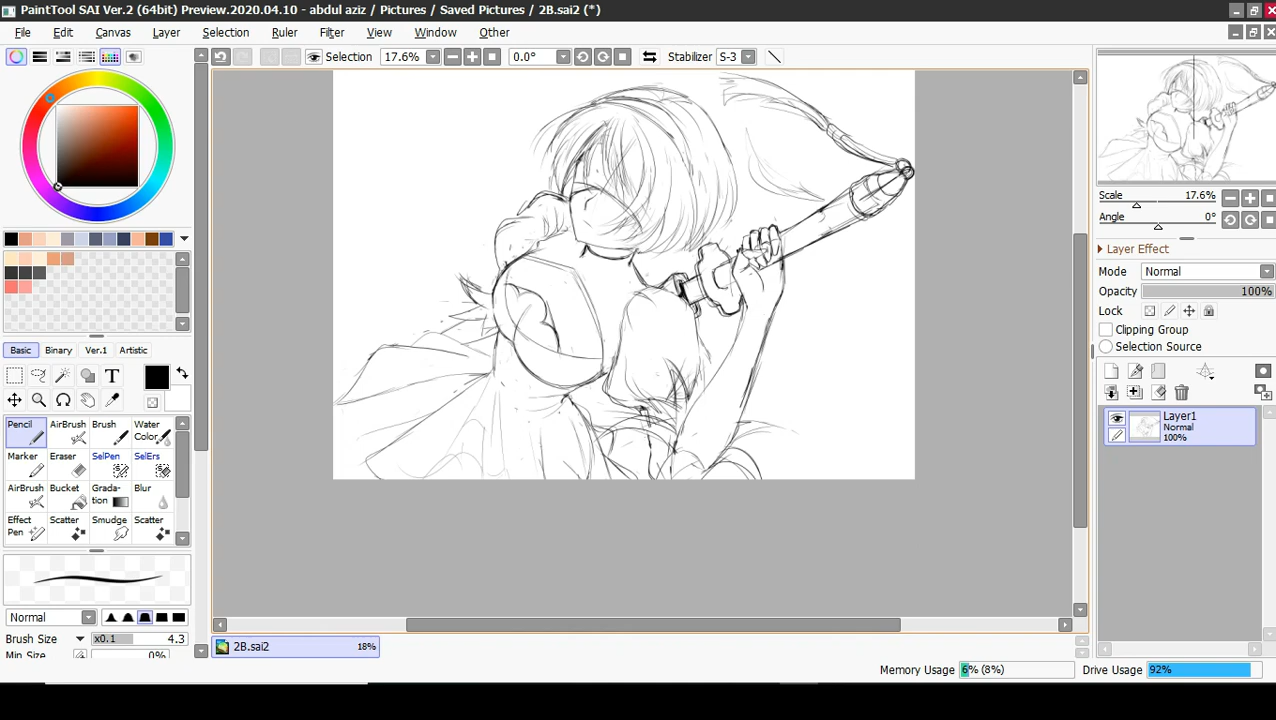 PaintTool SAI Ver.2 (64bit) Preview.2020.04.10 - abdul aziz / Pictures / Saved Pictures / 2B.sai2 (*)
File Edit Canvas Layer Selection Ruler Filter View Window Other
Selection 17.6% 0.0° Stabilizer S-3
Scale 17.6%
Angle 0°
Layer Effect
Mode Normal
Opacity 100%
Lock
Clipping Group
Selection Source
Layer1
Normal
100%
Basic Binary Ver.1 Artistic
T
Pencil AirBrush Brush Water
Color
Marker Eraser SelPen SelErs
AirBrush Bucket Grada-
tion Blur
Effect
Pen Scatter Smudge Scatter
Normal
Brush Size x0.1 4.3
Min Size 0%
2B.sai2 18%
Memory Usage 6% (8%) Drive Usage 92%